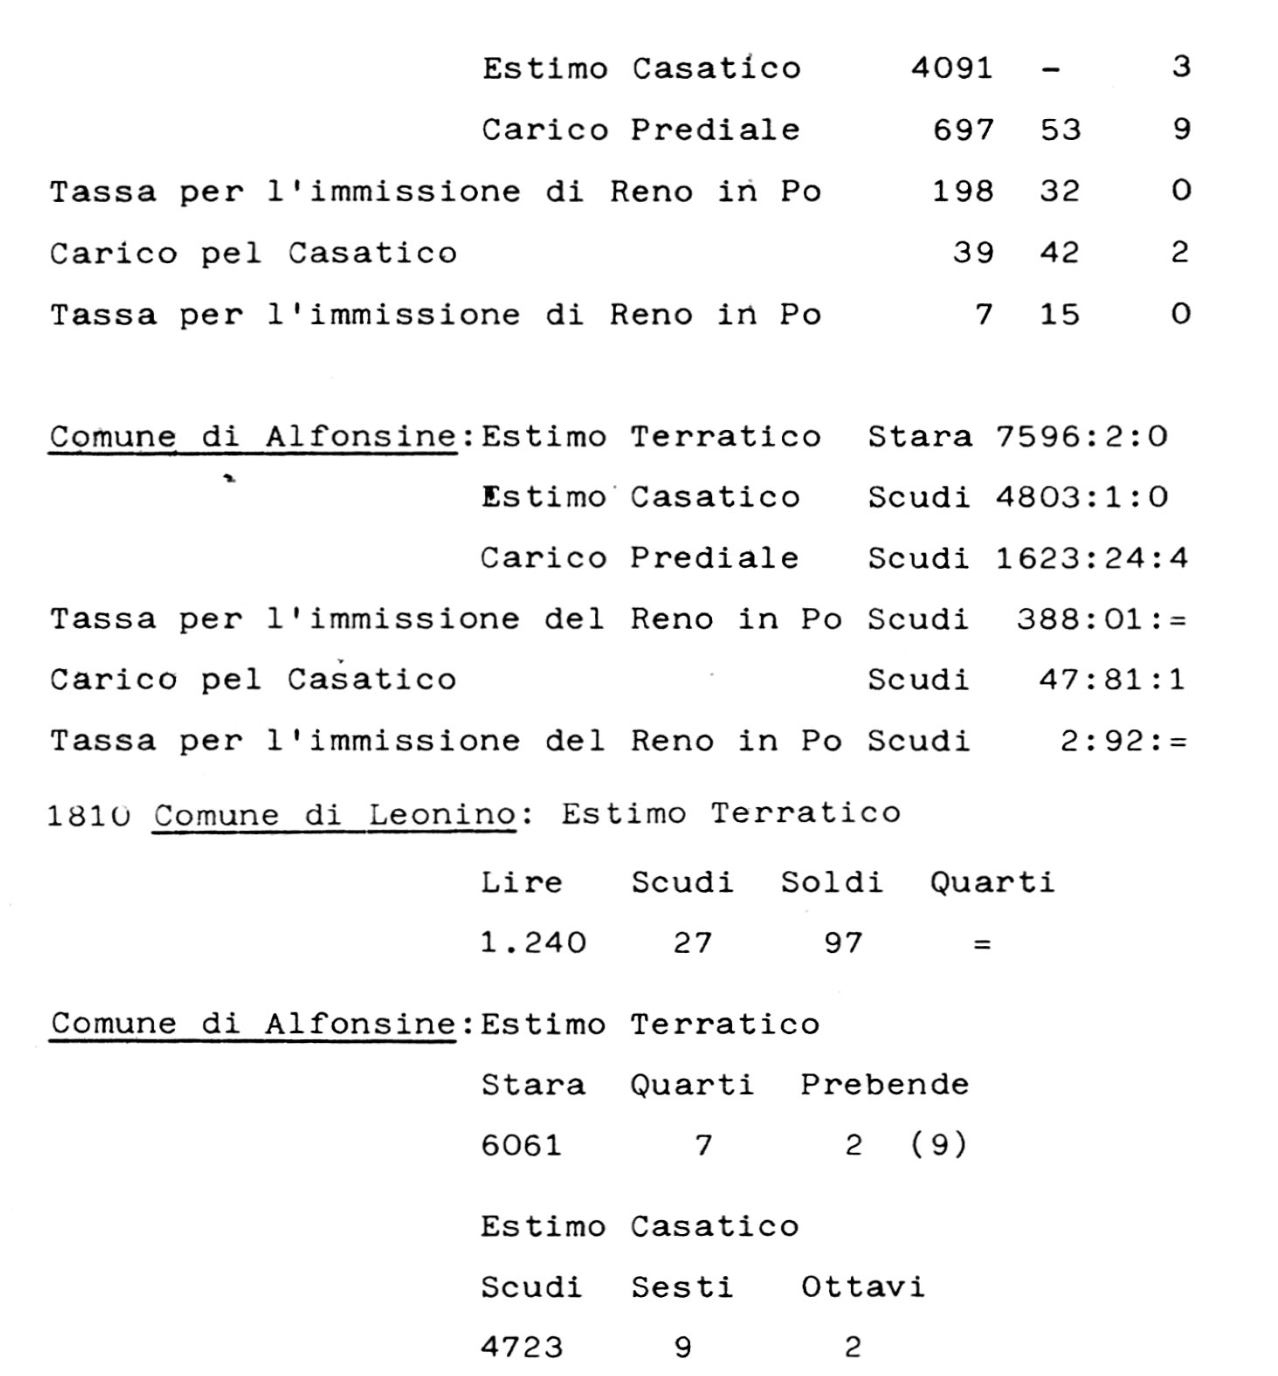 Estimo Casatico 4091 - 3
Carico Prediale 697 53 9
Tassa per l'immissione di Reno in Po 198 32 0
Carico pel Casatico 39 42 2
Tassa per l'immissione di Reno in Po 7 15 0
Comune di Alfonsine:Estimo Terratico Stara 7596:2:0
Estimo Casatico Scudi 4803:1:0
Carico Prediale Scudi 1623:24:4
Tassa per l'immissione del Reno in Po Scudi 388:01:=
Carico pel Casatico Scudi 47:81:1
Tassa per l'immissione del Reno in Po Scudi 2:92:=
1810 Comune di Leonino: Estimo Terratico
Lire Scudi Soldi Quarti
1.240 27 97 =
Comune di Alfonsine:Estimo Terratico
Stara Quarti Prebende
6061 7 2 (9)
Estimo Casatico
Scudi Sesti Ottavi
4723 9 2